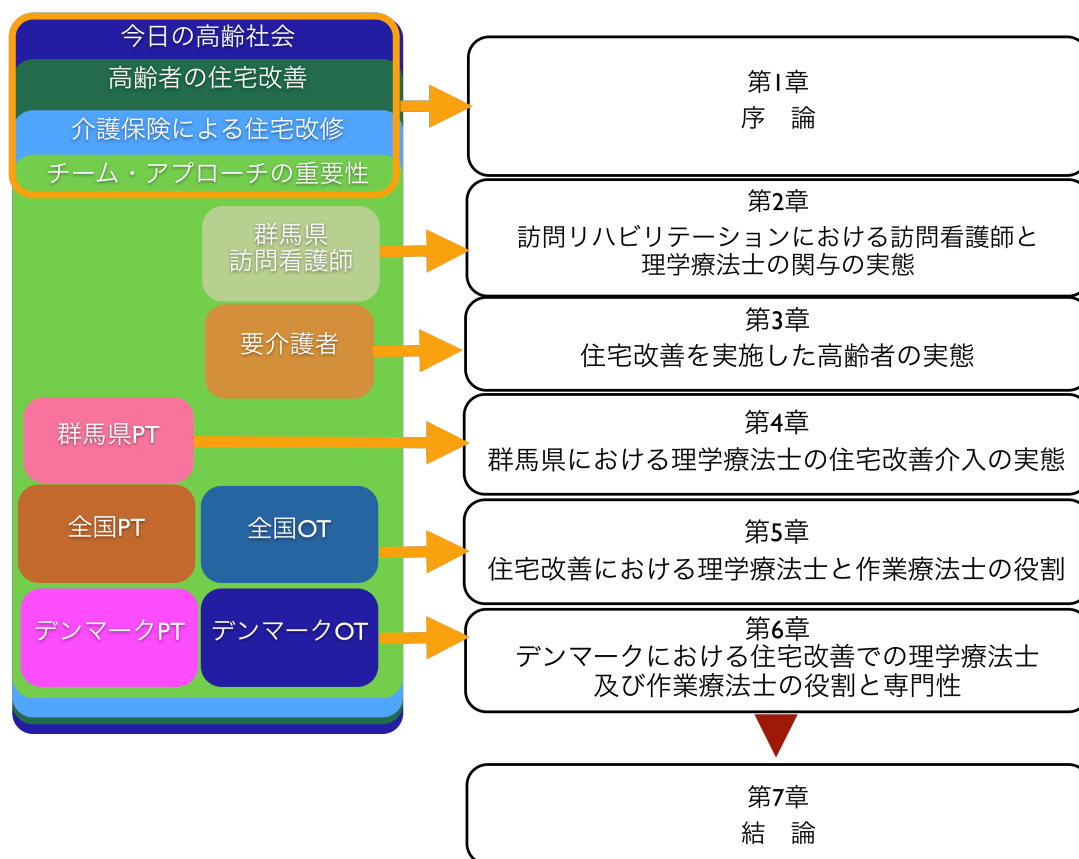 今日の高齢社会
高齢者の住宅改善
介護保険による住宅改修
チーム・アプローチの重要性
第1章
序　論
群馬県
訪問看護師
第2章
訪問リハビリテーションにおける訪問看護師と
理学療法士の関与の実態
要介護者
第3章
住宅改善を実施した高齢者の実態
群馬県PT
第4章
群馬県における理学療法士の住宅改善介入の実態
全国PT
全国OT
第5章
住宅改善における理学療法士と作業療法士の役割
デンマークPT
デンマークOT
第6章
デンマークにおける住宅改善での理学療法士
及び作業療法士の役割と専門性
第7章
結　論